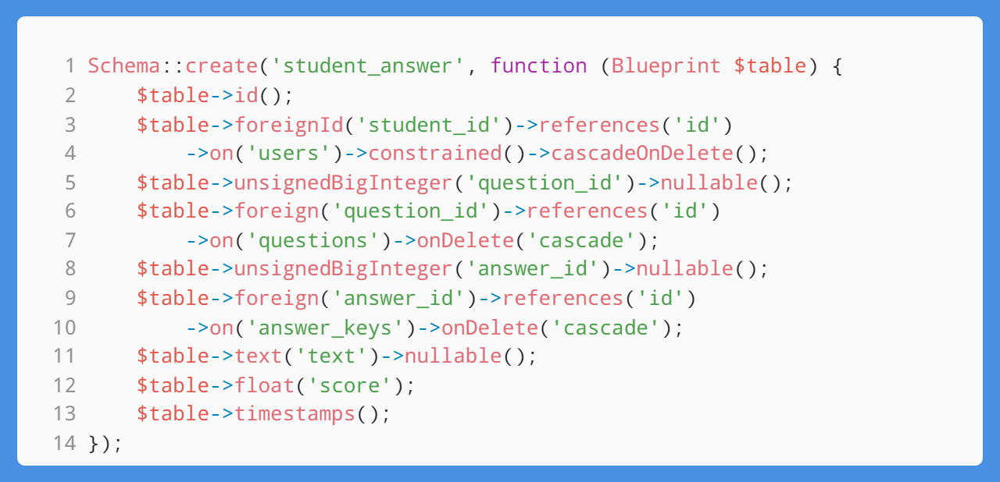 1 Schema::create('student_answer', function (Blueprint $table) {
2     $table->id();
3     $table->foreignId('student_id')->references('id')
4         ->on('users')->constrained()->cascadeOnDelete();
5     $table->unsignedBigInteger('question_id')->nullable();
6     $table->foreign('question_id')->references('id')
7         ->on('questions')->onDelete('cascade');
8     $table->unsignedBigInteger('answer_id')->nullable();
9     $table->foreign('answer_id')->references('id')
10         ->on('answer_keys')->onDelete('cascade');
11     $table->text('text')->nullable();
12     $table->float('score');
13     $table->timestamps();
14 });